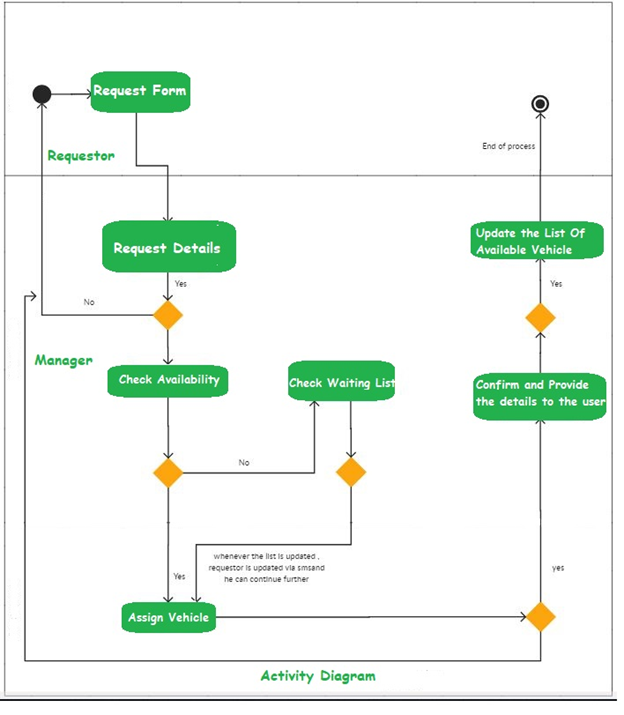 Request Form
End of process
Requestor
Request Details
Update the List Of
Available Vehicle
Yes
Yes
No
Manager
Check Availability
Check Waiting List
Confirm and Provide
the details to the user
No
whenever the list is updated ,
requestor is updated via smsand
he can continue further
Yes
yes
Assign Vehicle
Activity Diagram